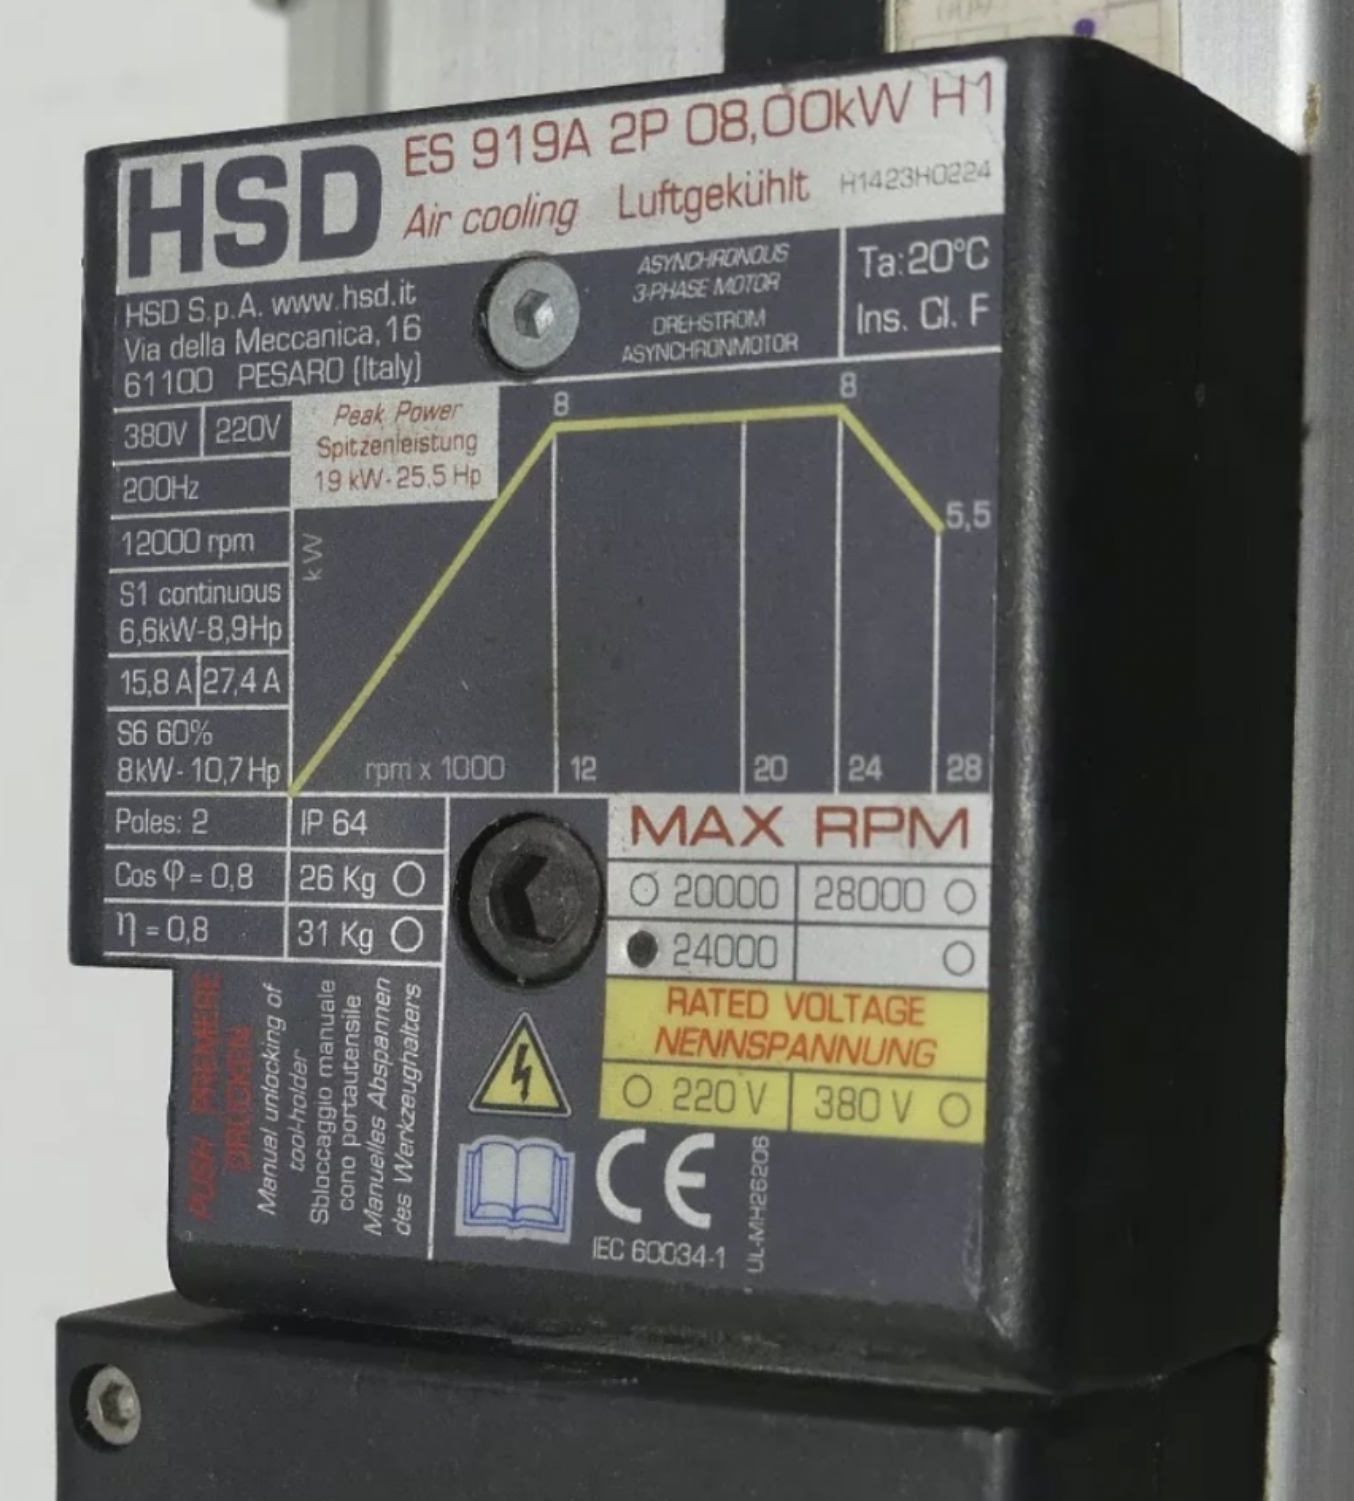 HSD
ES 919A 2P 08,00kW H1
Air cooling Luftgekühlt H1423H0224
HSD S.p.A. www.hsd.it
Via della Meccanica, 16
61100 PESARO (Italy)
ASYNCHRONOUS
3-PHASE MOTOR
DREHSTROM
ASYNCHRONMOTOR
Ta:20°C
Ins. Cl. F
380V 220V
200Hz
12000 rpm
S1 continuous
6,6kW-8,9Hp
15,8 A 27,4 A
S6 60%
8kW-10,7Hp
Peak Power
Spitzenleistung
19 kW-25,5 Hp
kW
8 8
5,5
rpm x 1000 12 20 24 28
Poles: 2 IP 64
Cos φ = 0,8 26 Kg
η = 0,8 31 Kg
MAX RPM
20000 28000
24000
RATED VOLTAGE
NENNSPANNUNG
220 V 380 V
PUSH PREMERE
DRUCKEN
Manual unlocking of
tool-holder
Sbloccaggio manuale
cono portautensile
Manuelles Abspannen
des Werkzeughalters
CE
IEC 60034-1
UL-MH26206